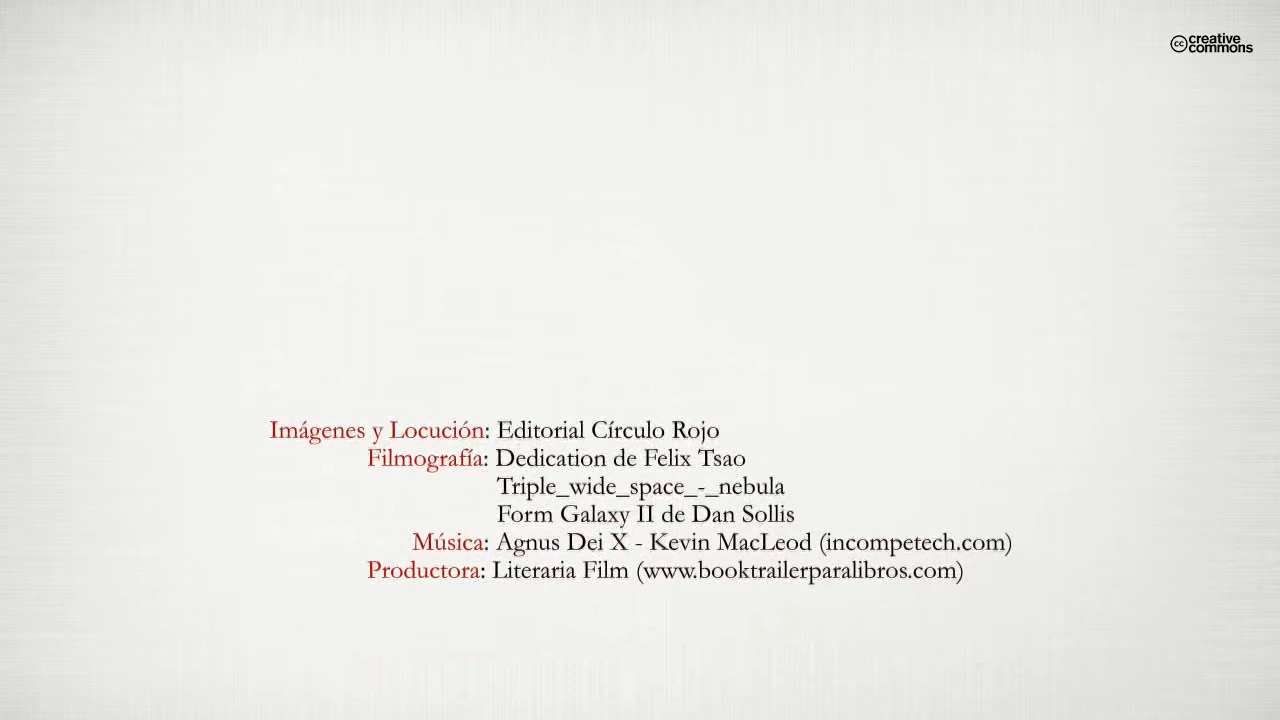 creative
commons
Imágenes y Locución: Editorial Círculo Rojo
Filmografía: Dedication de Felix Tsao
Triple_wide_space_-_nebula
Form Galaxy II de Dan Sollis
Música: Agnus Dei X - Kevin MacLeod (incompetech.com)
Productora: Literaria Film (www.booktrailerparalibros.com)